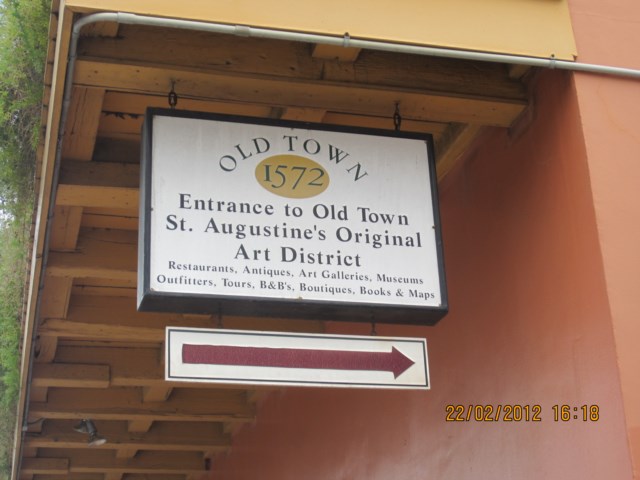 OLD TOWN
1572
Entrance to Old Town
St. Augustine's Original
Art District
Restaurants, Antiques, Art Galleries, Museums
Outfitters, Tours, B&B's, Boutiques, Books & Maps
22/02/2012 16:18